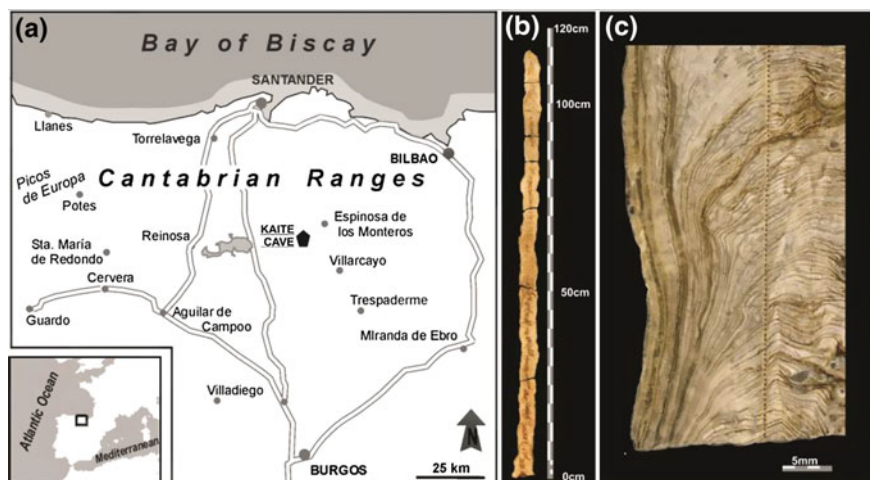 (a)
Bay of Biscay
SANTANDER
Llanes
Torrelavega
BILBAO
Cantabrian Ranges
Picos
de Europa
Potes
Espinosa de
los Monteros
KAITE
CAVE
Reinosa
Sta. María
de Redondo
Villarcayo
Cervera
Trespaderme
Guardo
Aguilar de
Campoo
MIranda de Ebro
Villadiego
Atlantic Ocean
Mediterranean
N
BURGOS
25 km
(b)
120cm
100cm
50cm
0cm
(c)
5mm